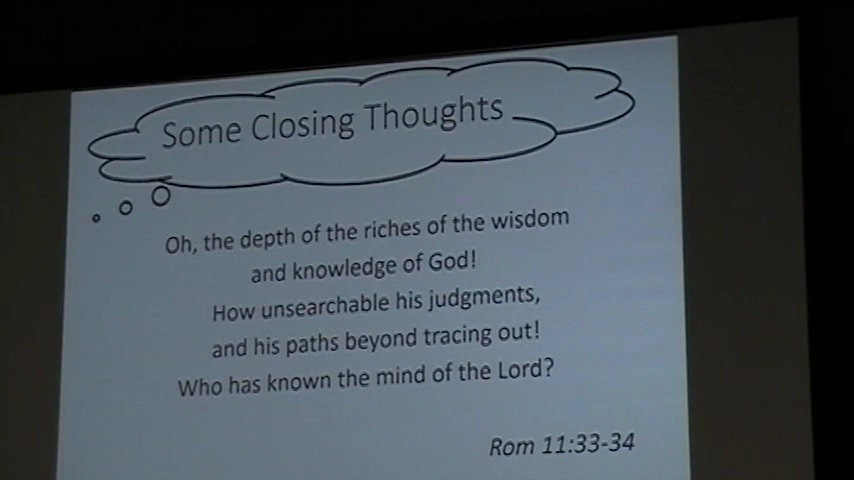 Some Closing Thoughts
Oh, the depth of the riches of the wisdom
and knowledge of God!
How unsearchable his judgments,
and his paths beyond tracing out!
Who has known the mind of the Lord?
Rom 11:33-34